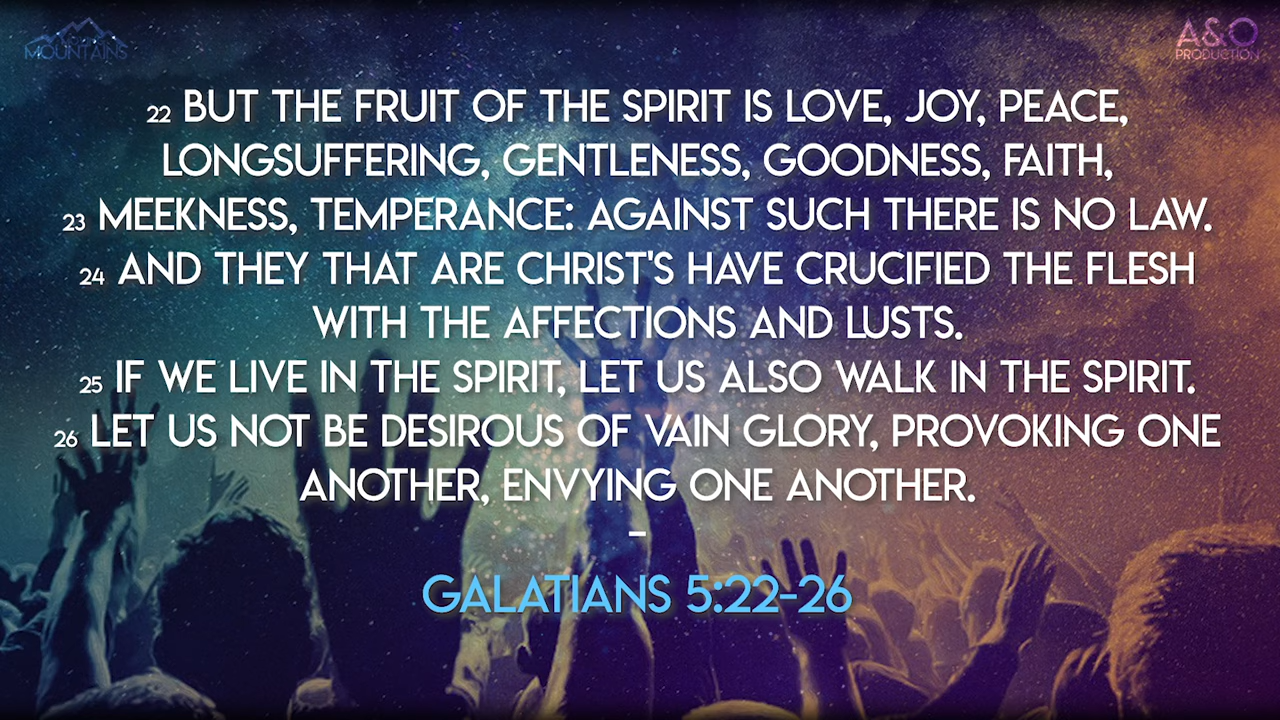 MOUNTAINS
A&O
PRODUCTION
22 BUT THE FRUIT OF THE SPIRIT IS LOVE, JOY, PEACE,
LONGSUFFERING, GENTLENESS, GOODNESS, FAITH,
23 MEEKNESS, TEMPERANCE: AGAINST SUCH THERE IS NO LAW.
24 AND THEY THAT ARE CHRIST'S HAVE CRUCIFIED THE FLESH
WITH THE AFFECTIONS AND LUSTS.
25 IF WE LIVE IN THE SPIRIT, LET US ALSO WALK IN THE SPIRIT.
26 LET US NOT BE DESIROUS OF VAIN GLORY, PROVOKING ONE
ANOTHER, ENVYING ONE ANOTHER.
-
GALATIANS 5:22-26